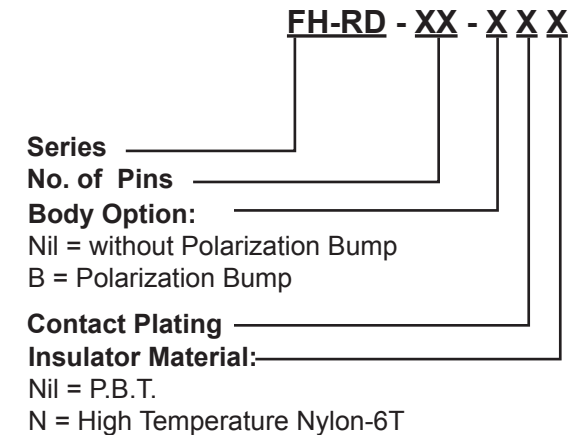 FH-RD - XX - X X X
Series
No. of Pins
Body Option:
Nil = without Polarization Bump
B = Polarization Bump
Contact Plating
Insulator Material:
Nil = P.B.T.
N = High Temperature Nylon-6T